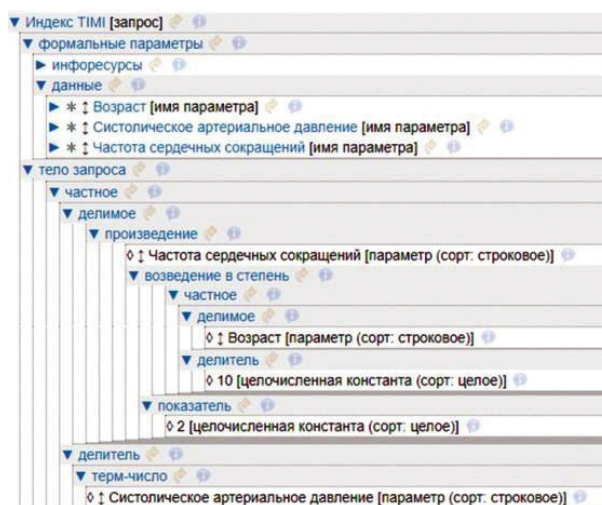 ▼ Индекс TIMI [запрос]
▼ формальные параметры
▶ инфоресурсы
▼ данные
▶ * ↕ Возраст [имя параметра]
▶ * ↕ Систолическое артериальное давление [имя параметра]
▶ * ↕ Частота сердечных сокращений [имя параметра]
▼ тело запроса
▼ частное
▼ делимое
▼ произведение
◊ ↕ Частота сердечных сокращений [параметр (сорт: строковое)]
▼ возведение в степень
▼ частное
▼ делимое
◊ ↕ Возраст [параметр (сорт: строковое)]
▼ делитель
◊ 10 [целочисленная константа (сорт: целое)]
▼ показатель
◊ 2 [целочисленная константа (сорт: целое)]
▼ делитель
▼ терм-число
◊ ↕ Систолическое артериальное давление [параметр (сорт: строковое)]